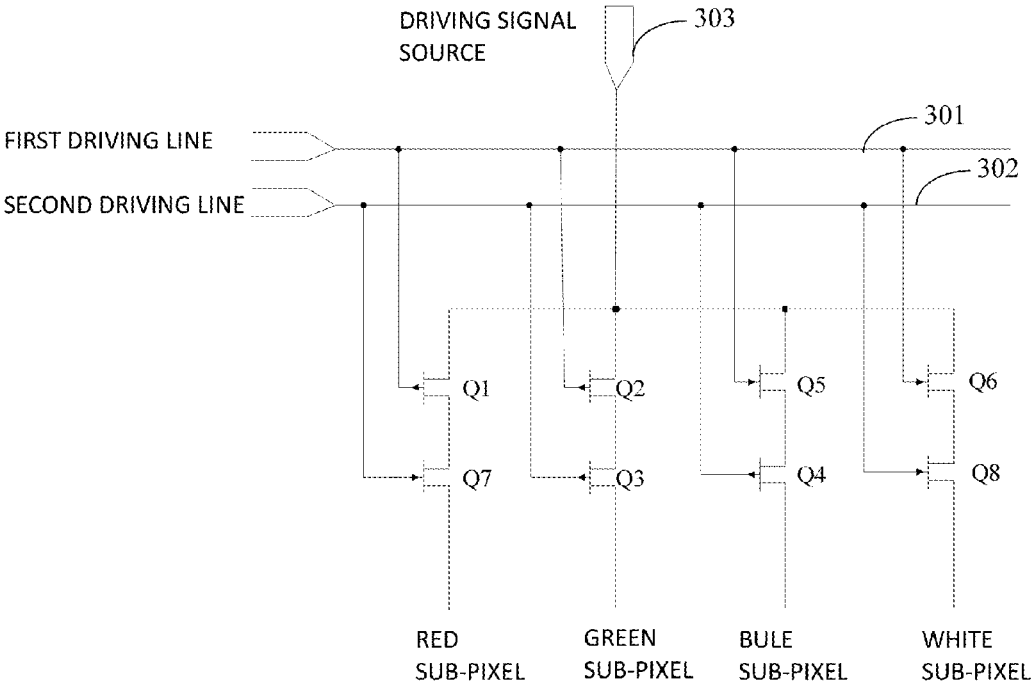 DRIVING SIGNAL
SOURCE
303
FIRST DRIVING LINE
301
SECOND DRIVING LINE
302
Q1
Q2
Q5
Q6
Q7
Q3
Q4
Q8
RED
SUB-PIXEL
GREEN
SUB-PIXEL
BULE
SUB-PIXEL
WHITE
SUB-PIXEL